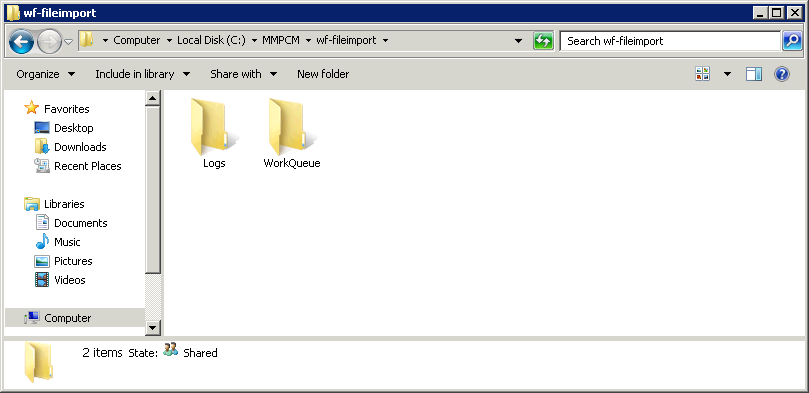 wf-fileimport
Computer Local Disk (C:) MMPCM wf-fileimport
Search wf-fileimport
Organize Include in library Share with New folder
Favorites
Desktop
Downloads
Recent Places
Libraries
Documents
Music
Pictures
Videos
Computer
Logs WorkQueue
2 items State: Shared